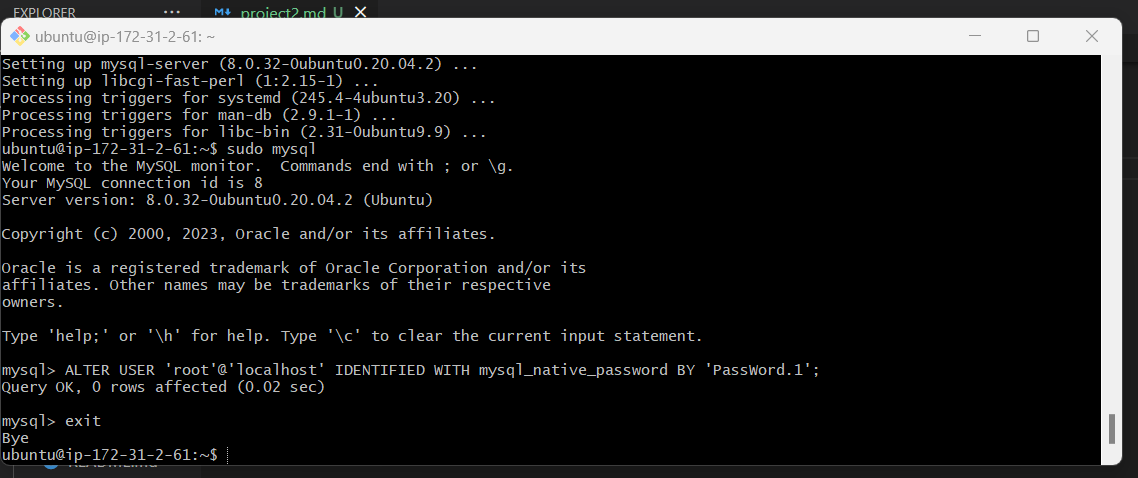 EXPLORER ... project2.md U
ubuntu@ip-172-31-2-61: ~
Setting up mysql-server (8.0.32-0ubuntu0.20.04.2) ...
Setting up libcgi-fast-perl (1:2.15-1) ...
Processing triggers for systemd (245.4-4ubuntu3.20) ...
Processing triggers for man-db (2.9.1-1) ...
Processing triggers for libc-bin (2.31-0ubuntu9.9) ...
ubuntu@ip-172-31-2-61:~$ sudo mysql
Welcome to the MySQL monitor.  Commands end with ; or \g.
Your MySQL connection id is 8
Server version: 8.0.32-0ubuntu0.20.04.2 (Ubuntu)
Copyright (c) 2000, 2023, Oracle and/or its affiliates.
Oracle is a registered trademark of Oracle Corporation and/or its
affiliates. Other names may be trademarks of their respective
owners.
Type 'help;' or '\h' for help. Type '\c' to clear the current input statement.
mysql> ALTER USER 'root'@'localhost' IDENTIFIED WITH mysql_native_password BY 'PassWord.1';
Query OK, 0 rows affected (0.02 sec)
mysql> exit
Bye
ubuntu@ip-172-31-2-61:~$